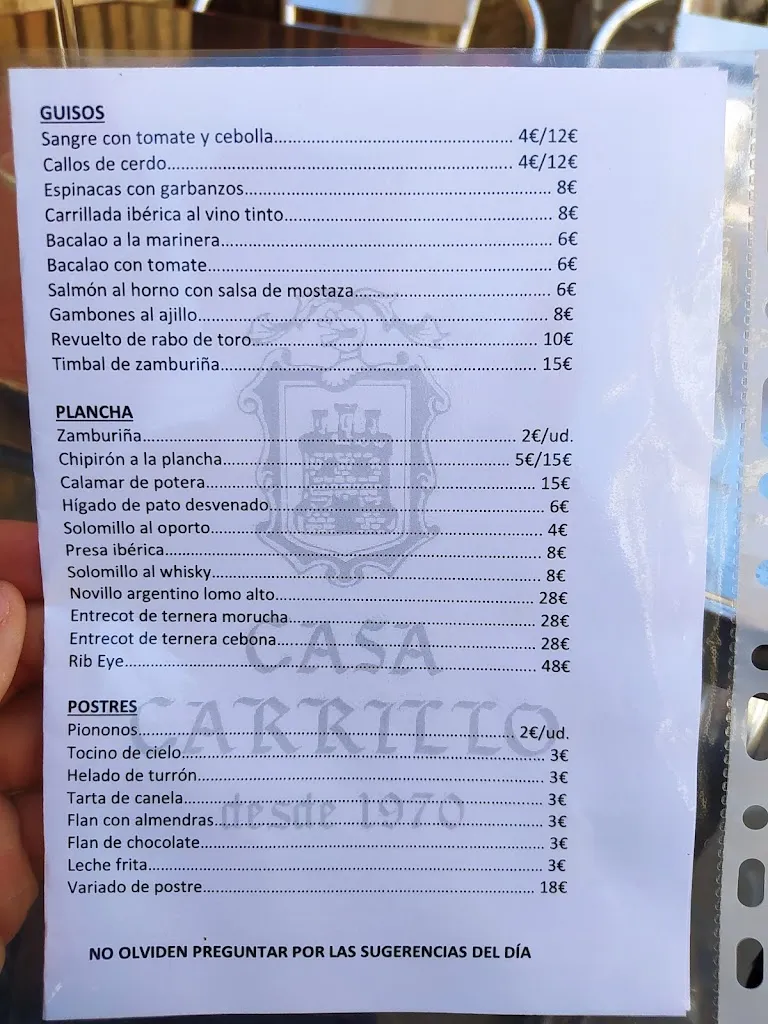 GUISOS
Sangre con tomate y cebolla............................................. 4€/12€
Callos de cerdo................................................................. 4€/12€
Espinacas con garbanzos......................................................... 8€
Carrillada ibérica al vino tinto.................................................. 8€
Bacalao a la marinera............................................................. 6€
Bacalao con tomate............................................................... 6€
Salmón al horno con salsa de mostaza..................................... 6€
Gambones al ajillo................................................................. 8€
Revuelto de rabo de toro....................................................... 10€
Timbal de zamburiña............................................................. 15€
PLANCHA
Zamburiña........................................................................ 2€/ud.
Chipirón a la plancha......................................................... 5€/15€
Calamar de potera............................................................... 15€
Hígado de pato desvenado..................................................... 6€
Solomillo al oporto............................................................... 4€
Presa ibérica........................................................................ 8€
Solomillo al whisky............................................................... 8€
Novillo argentino lomo alto................................................... 28€
Entrecot de ternera morucha................................................. 28€
Entrecot de ternera cebona................................................... 28€
Rib Eye............................................................................... 48€
POSTRES
Piononos........................................................................ 2€/ud.
Tocino de cielo..................................................................... 3€
Helado de turrón................................................................. 3€
Tarta de canela..................................................................... 3€
Flan con almendras............................................................... 3€
Flan de chocolate................................................................. 3€
Leche frita........................................................................... 3€
Variado de postre............................................................... 18€
NO OLVIDEN PREGUNTAR POR LAS SUGERENCIAS DEL DÍA
CASA
CARRILLO
desde 1970